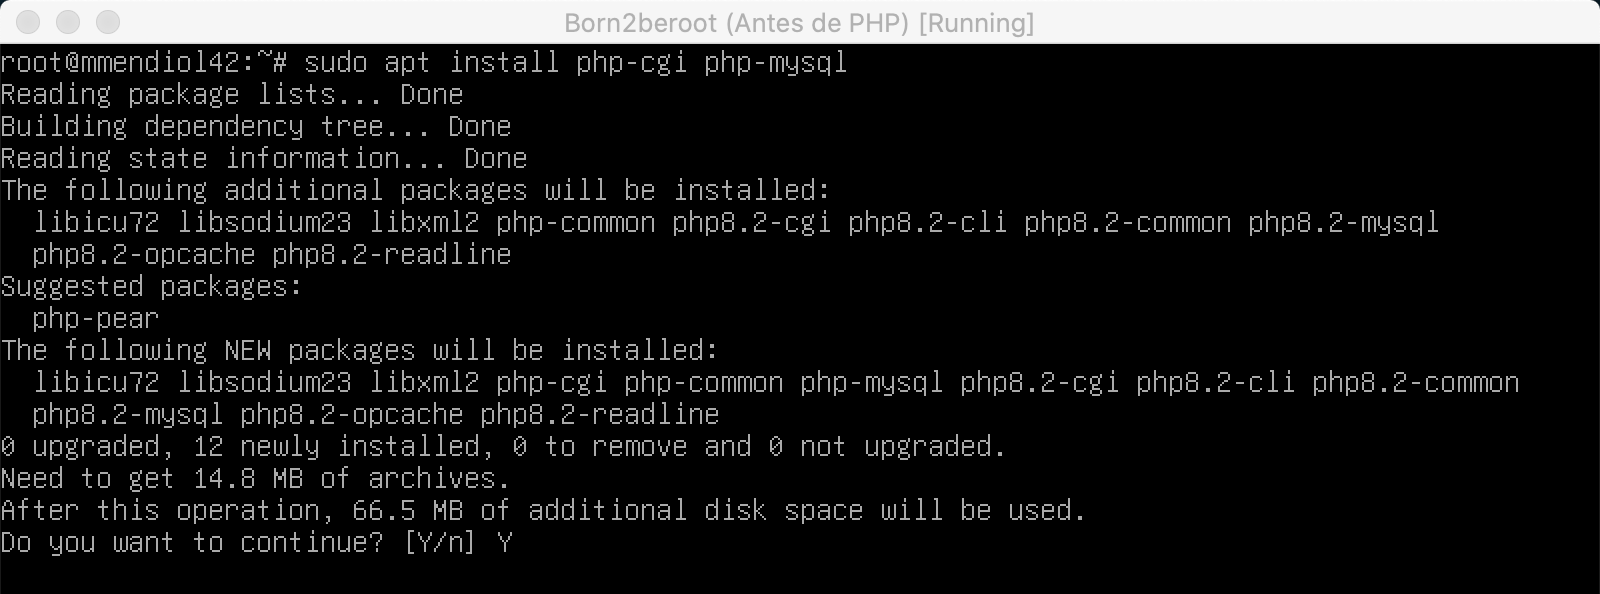 Born2beroot (Antes de PHP) [Running]
root@mmendiol42:~# sudo apt install php-cgi php-mysql
Reading package lists... Done
Building dependency tree... Done
Reading state information... Done
The following additional packages will be installed:
  libicu72 libsodium23 libxml2 php-common php8.2-cgi php8.2-cli php8.2-common php8.2-mysql
  php8.2-opcache php8.2-readline
Suggested packages:
  php-pear
The following NEW packages will be installed:
  libicu72 libsodium23 libxml2 php-cgi php-common php-mysql php8.2-cgi php8.2-cli php8.2-common
  php8.2-mysql php8.2-opcache php8.2-readline
0 upgraded, 12 newly installed, 0 to remove and 0 not upgraded.
Need to get 14.8 MB of archives.
After this operation, 66.5 MB of additional disk space will be used.
Do you want to continue? [Y/n] Y